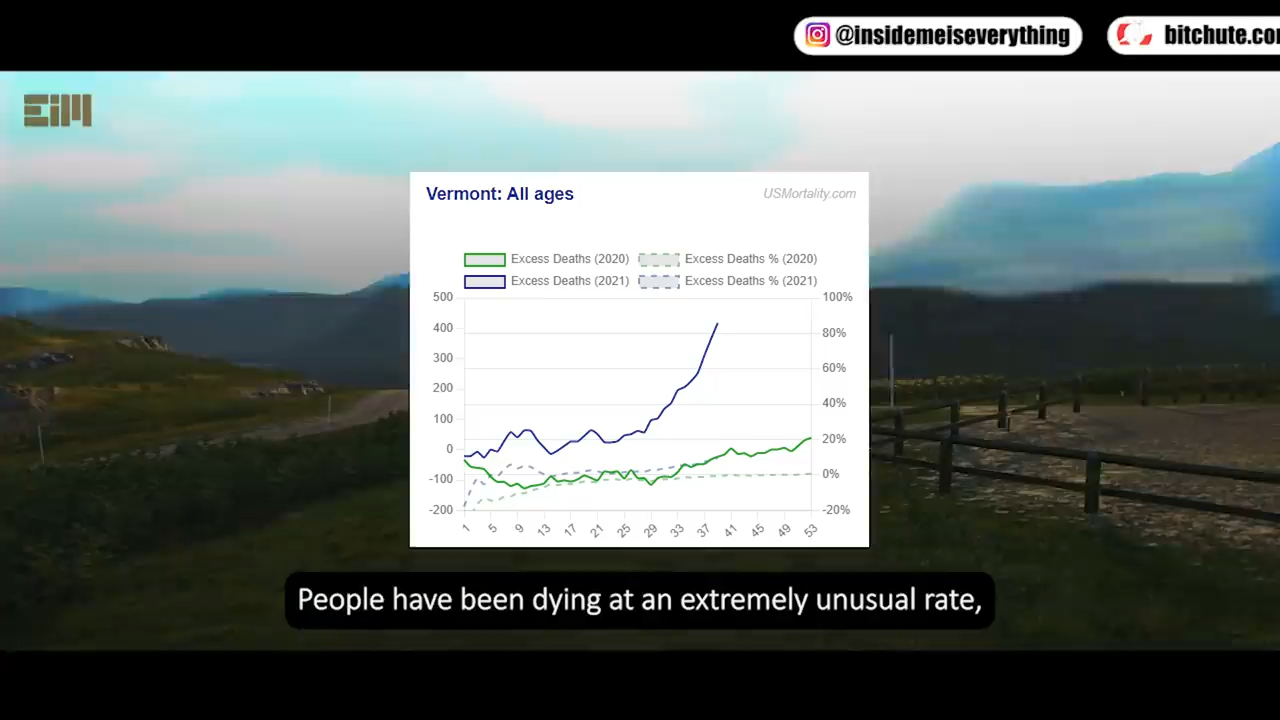 @insidemeiseverything
bitchute.co
EiM
Vermont: All ages
USMortality.com
Excess Deaths (2020)
Excess Deaths % (2020)
Excess Deaths (2021)
Excess Deaths % (2021)
500
400
300
200
100
0
-100
-200
100%
80%
60%
40%
20%
0%
-20%
1
5
9
13
17
21
25
29
33
37
41
45
49
53
People have been dying at an extremely unusual rate,